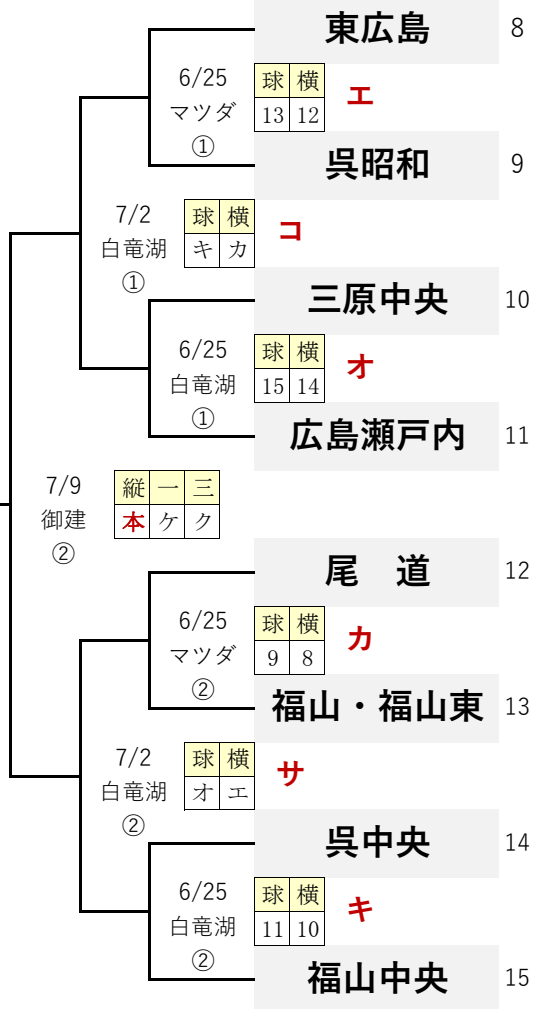 東広島 8
6/25
マツダ
①
球 横
13 12
エ
呉昭和 9
7/2
白竜湖
①
球 横
キ カ
コ
三原中央 10
6/25
白竜湖
①
球 横
15 14
オ
広島瀬戸内 11
7/9
御建
②
縦 一 三
本 ケ ク
尾 道 12
6/25
マツダ
②
球 横
9 8
カ
福山・福山東 13
7/2
白竜湖
②
球 横
オ エ
サ
呉中央 14
6/25
白竜湖
②
球 横
11 10
キ
福山中央 15